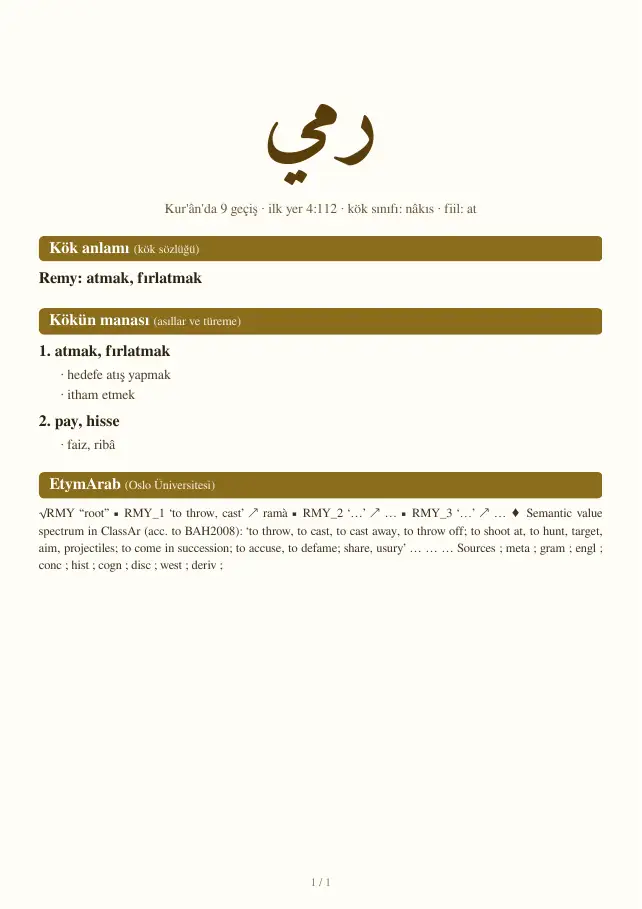 رمي
Kur'ân'da 9 geçiş · ilk yer 4:112 · kök sınıfı: nâkıs · fiil: at
Kök anlamı (kök sözlüğü)
Remy: atmak, fırlatmak
Kökün manası (asıllar ve türeme)
1. atmak, fırlatmak
· hedefe atış yapmak
· itham etmek
2. pay, hisse
· faiz, ribâ
EtymArab (Oslo Üniversitesi)
√RMY “root” ▪ RMY_1 ‘to throw, cast’ ↗ ramà ▪ RMY_2 ‘…’ ↗ … ▪ RMY_3 ‘…’ ↗ … ♦ Semantic value
spectrum in ClassAr (acc. to BAH2008): ‘to throw, to cast, to cast away, to throw off; to shoot at, to hunt, target,
aim, projectiles; to come in succession; to accuse, to defame; share, usury’ … … … Sources ; meta ; gram ; engl ;
conc ; hist ; cogn ; disc ; west ; deriv ;
1 / 1